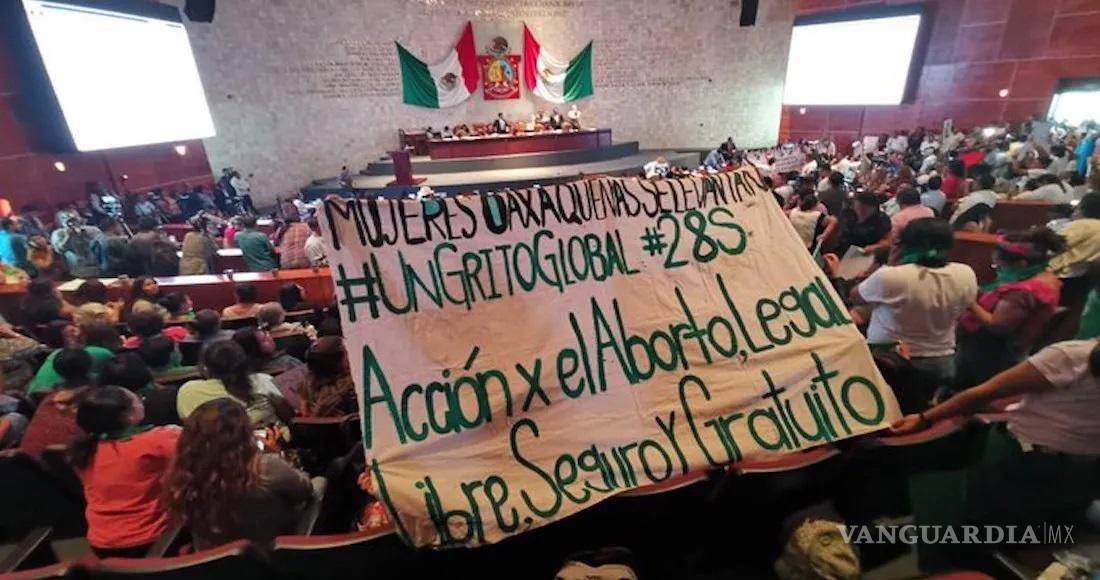 MUJERES OAXAQUEÑAS SE LEVANTAN
#UNGRITOGLOBAL #28S
Acción x el Aborto, Legal
Libre, Seguro Y Gratuito
VANGUARDIA|MX